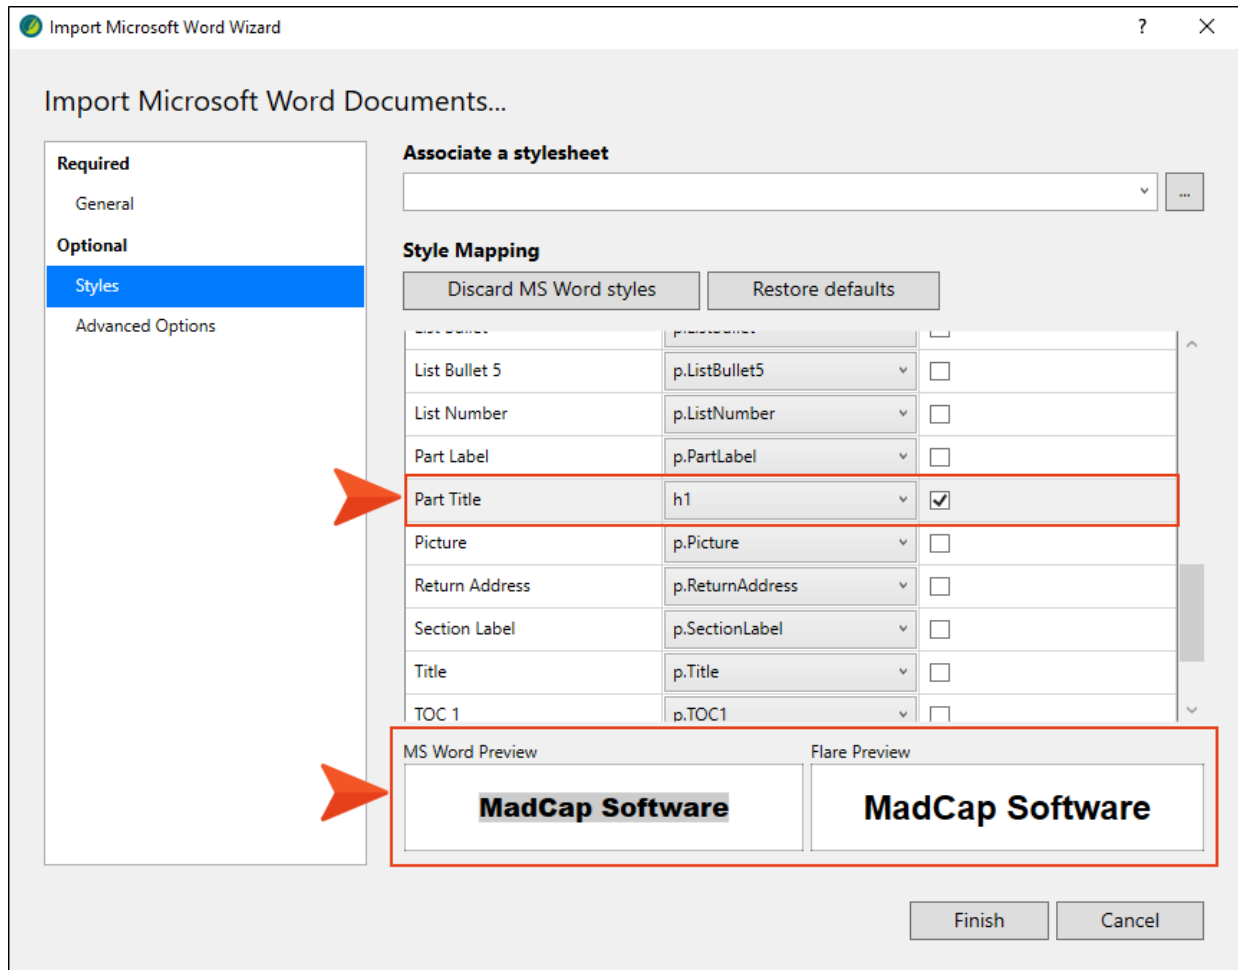 Import Microsoft Word Wizard ?
Import Microsoft Word Documents...
Required
General
Optional
Styles
Advanced Options
Associate a stylesheet
...
Style Mapping
Discard MS Word styles Restore defaults
List Bullet p.ListBullet
List Bullet 5 p.ListBullet5
List Number p.ListNumber
Part Label p.PartLabel
Part Title h1
Picture p.Picture
Return Address p.ReturnAddress
Section Label p.SectionLabel
Title p.Title
TOC 1 p.TOC1
MS Word Preview Flare Preview
MadCap Software MadCap Software
Finish Cancel